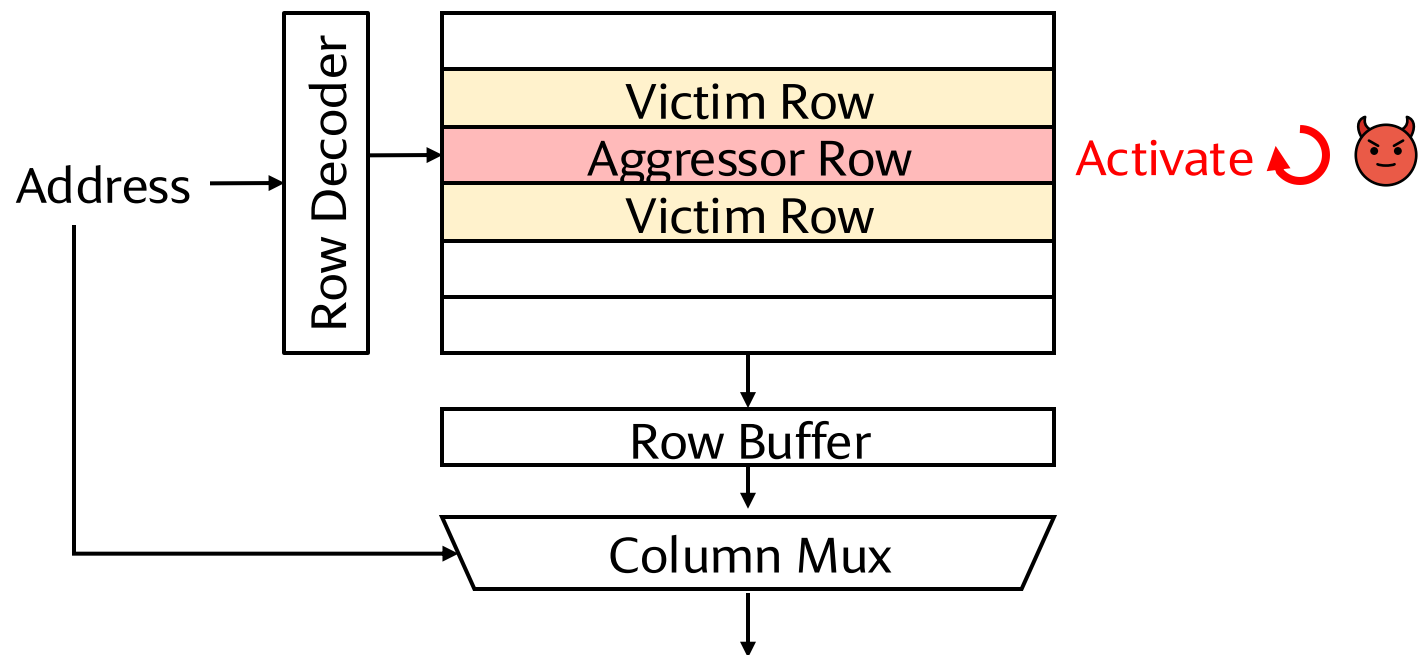 Address
Row Decoder
Victim Row
Aggressor Row
Victim Row
Activate
Row Buffer
Column Mux